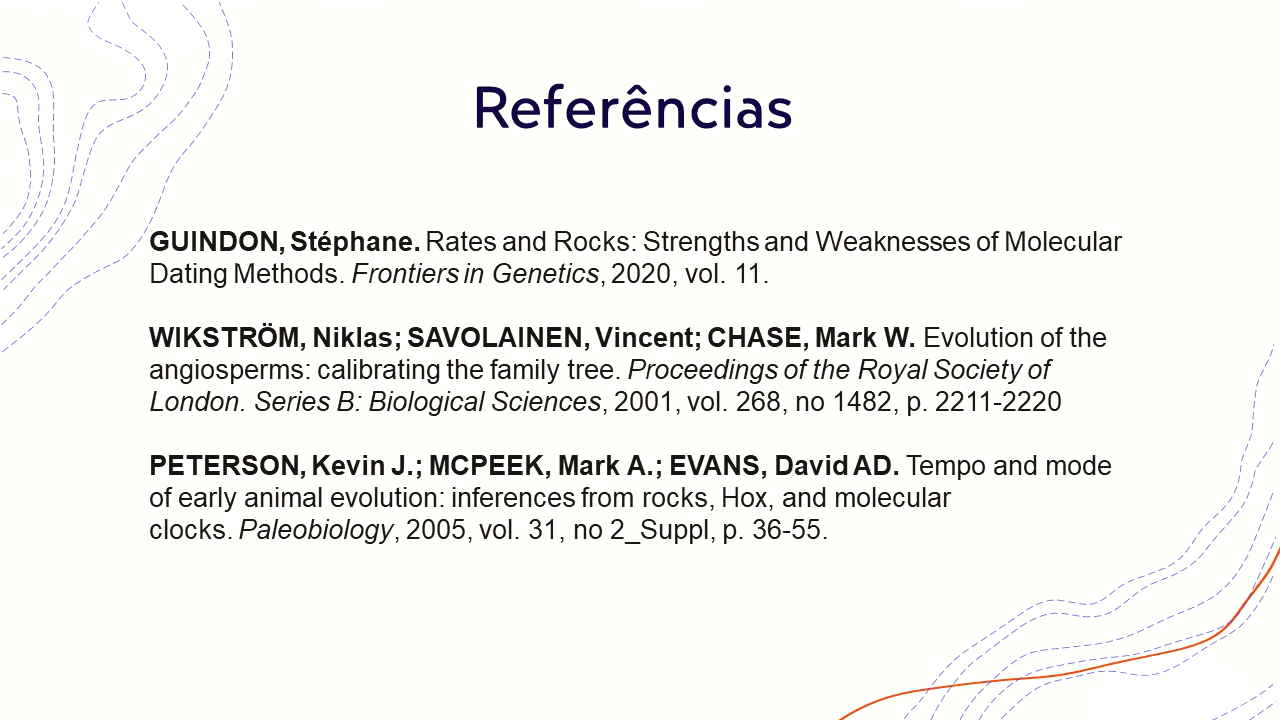 Referências
GUINDON, Stéphane. Rates and Rocks: Strengths and Weaknesses of Molecular
Dating Methods. Frontiers in Genetics, 2020, vol. 11.
WIKSTRÖM, Niklas; SAVOLAINEN, Vincent; CHASE, Mark W. Evolution of the
angiosperms: calibrating the family tree. Proceedings of the Royal Society of
London. Series B: Biological Sciences, 2001, vol. 268, no 1482, p. 2211-2220
PETERSON, Kevin J.; MCPEEK, Mark A.; EVANS, David AD. Tempo and mode
of early animal evolution: inferences from rocks, Hox, and molecular
clocks. Paleobiology, 2005, vol. 31, no 2_Suppl, p. 36-55.